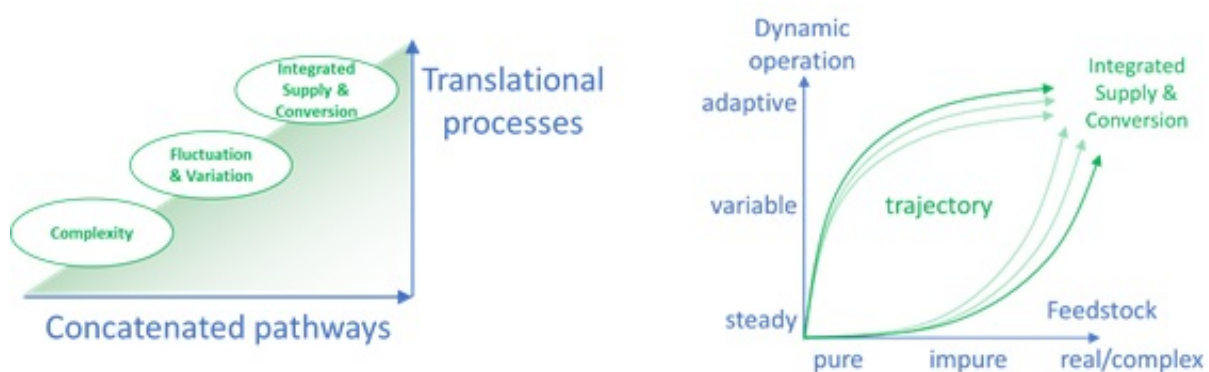 Integrated
Supply &
Conversion
Translational
processes
Fluctuation
& Variation
Complexity
Concatenated pathways
Dynamic
operation
adaptive
Integrated
Supply &
Conversion
variable
trajectory
steady
Feedstock
pure
impure
real/complex